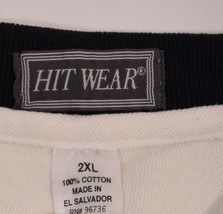 HIT WEAR®
2XL
100% COTTON
MADE IN
EL SALVADOR
RN# 96736